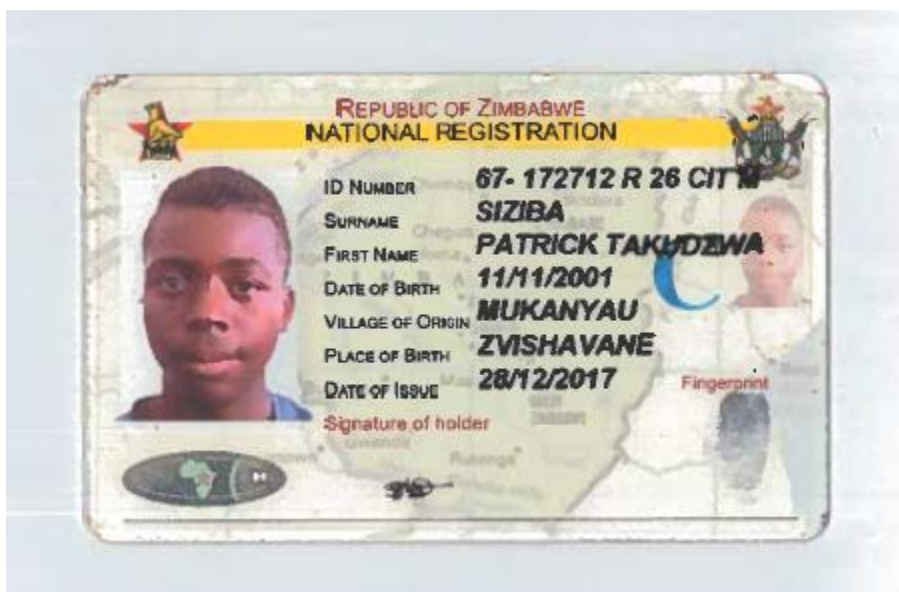 REPUBLIC OF ZIMBABWE
NATIONAL REGISTRATION
ID NUMBER 67- 172712 R 26 CIT M
SURNAME SIZIBA
FIRST NAME PATRICK TAKUDZWA
DATE OF BIRTH 11/11/2001
VILLAGE OF ORIGIN MUKANYAU
PLACE OF BIRTH ZVISHAVANE
DATE OF ISSUE 28/12/2017
Fingerprint
Signature of holder